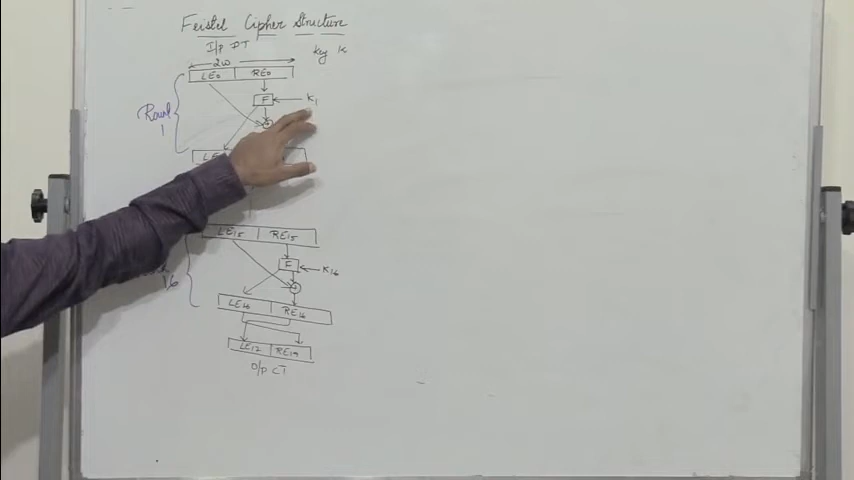 Feistel Cipher Structure
I/P PT
Key K
2w
LE0 RE0
F K1
Round
1
LE15 RE15
F K16
16
LE16 RE16
LE17 RE17
O/P CT